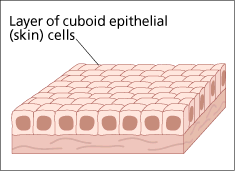 Layer of cuboid epithelial
(skin) cells